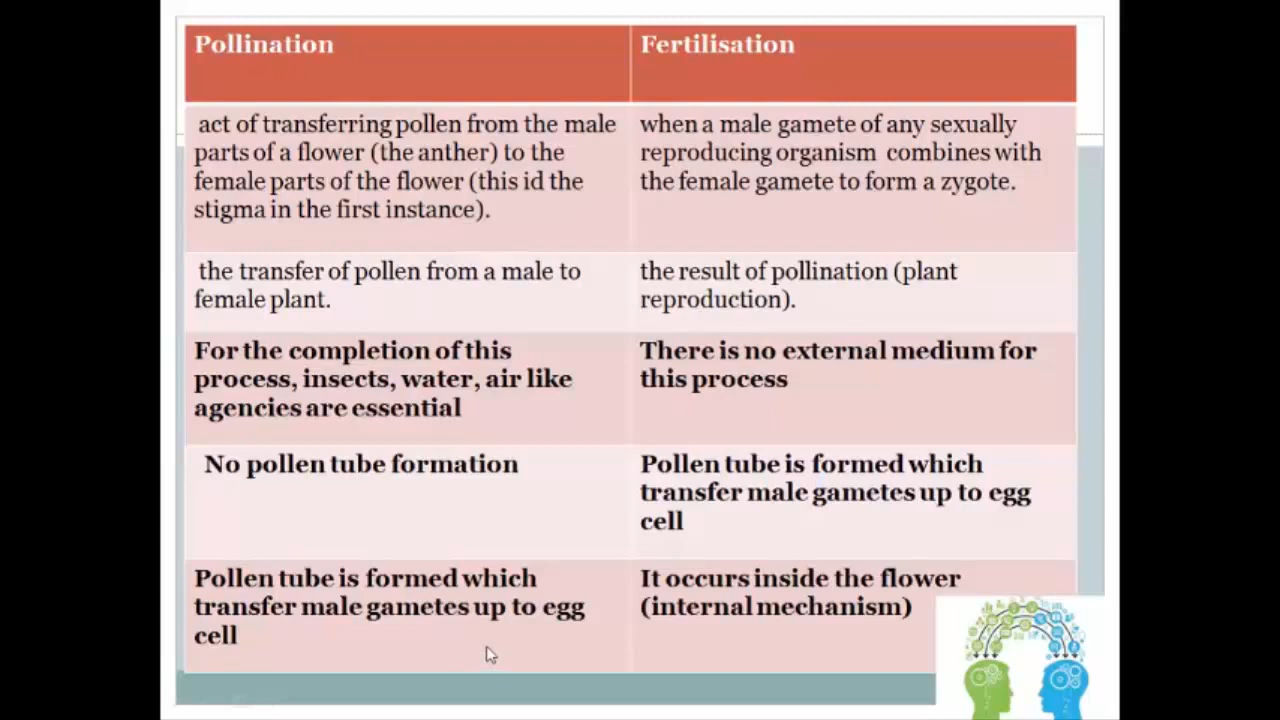 Pollination
Fertilisation
act of transferring pollen from the male
parts of a flower (the anther) to the
female parts of the flower (this id the
stigma in the first instance).
when a male gamete of any sexually
reproducing organism combines with
the female gamete to form a zygote.
the transfer of pollen from a male to
female plant.
the result of pollination (plant
reproduction).
For the completion of this
process, insects, water, air like
agencies are essential
There is no external medium for
this process
No pollen tube formation
Pollen tube is formed which
transfer male gametes up to egg
cell
Pollen tube is formed which
transfer male gametes up to egg
cell
It occurs inside the flower
(internal mechanism)